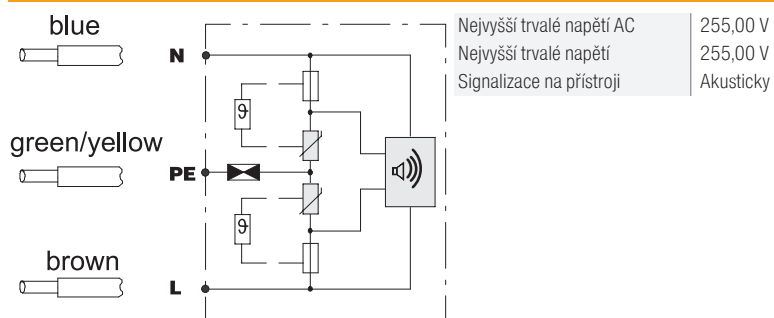 blue
N
green/yellow
PE
brown
L
ϑ
ϑ
Nejvyšší trvalé napětí AC 255,00 V
Nejvyšší trvalé napětí 255,00 V
Signalizace na přístroji Akusticky